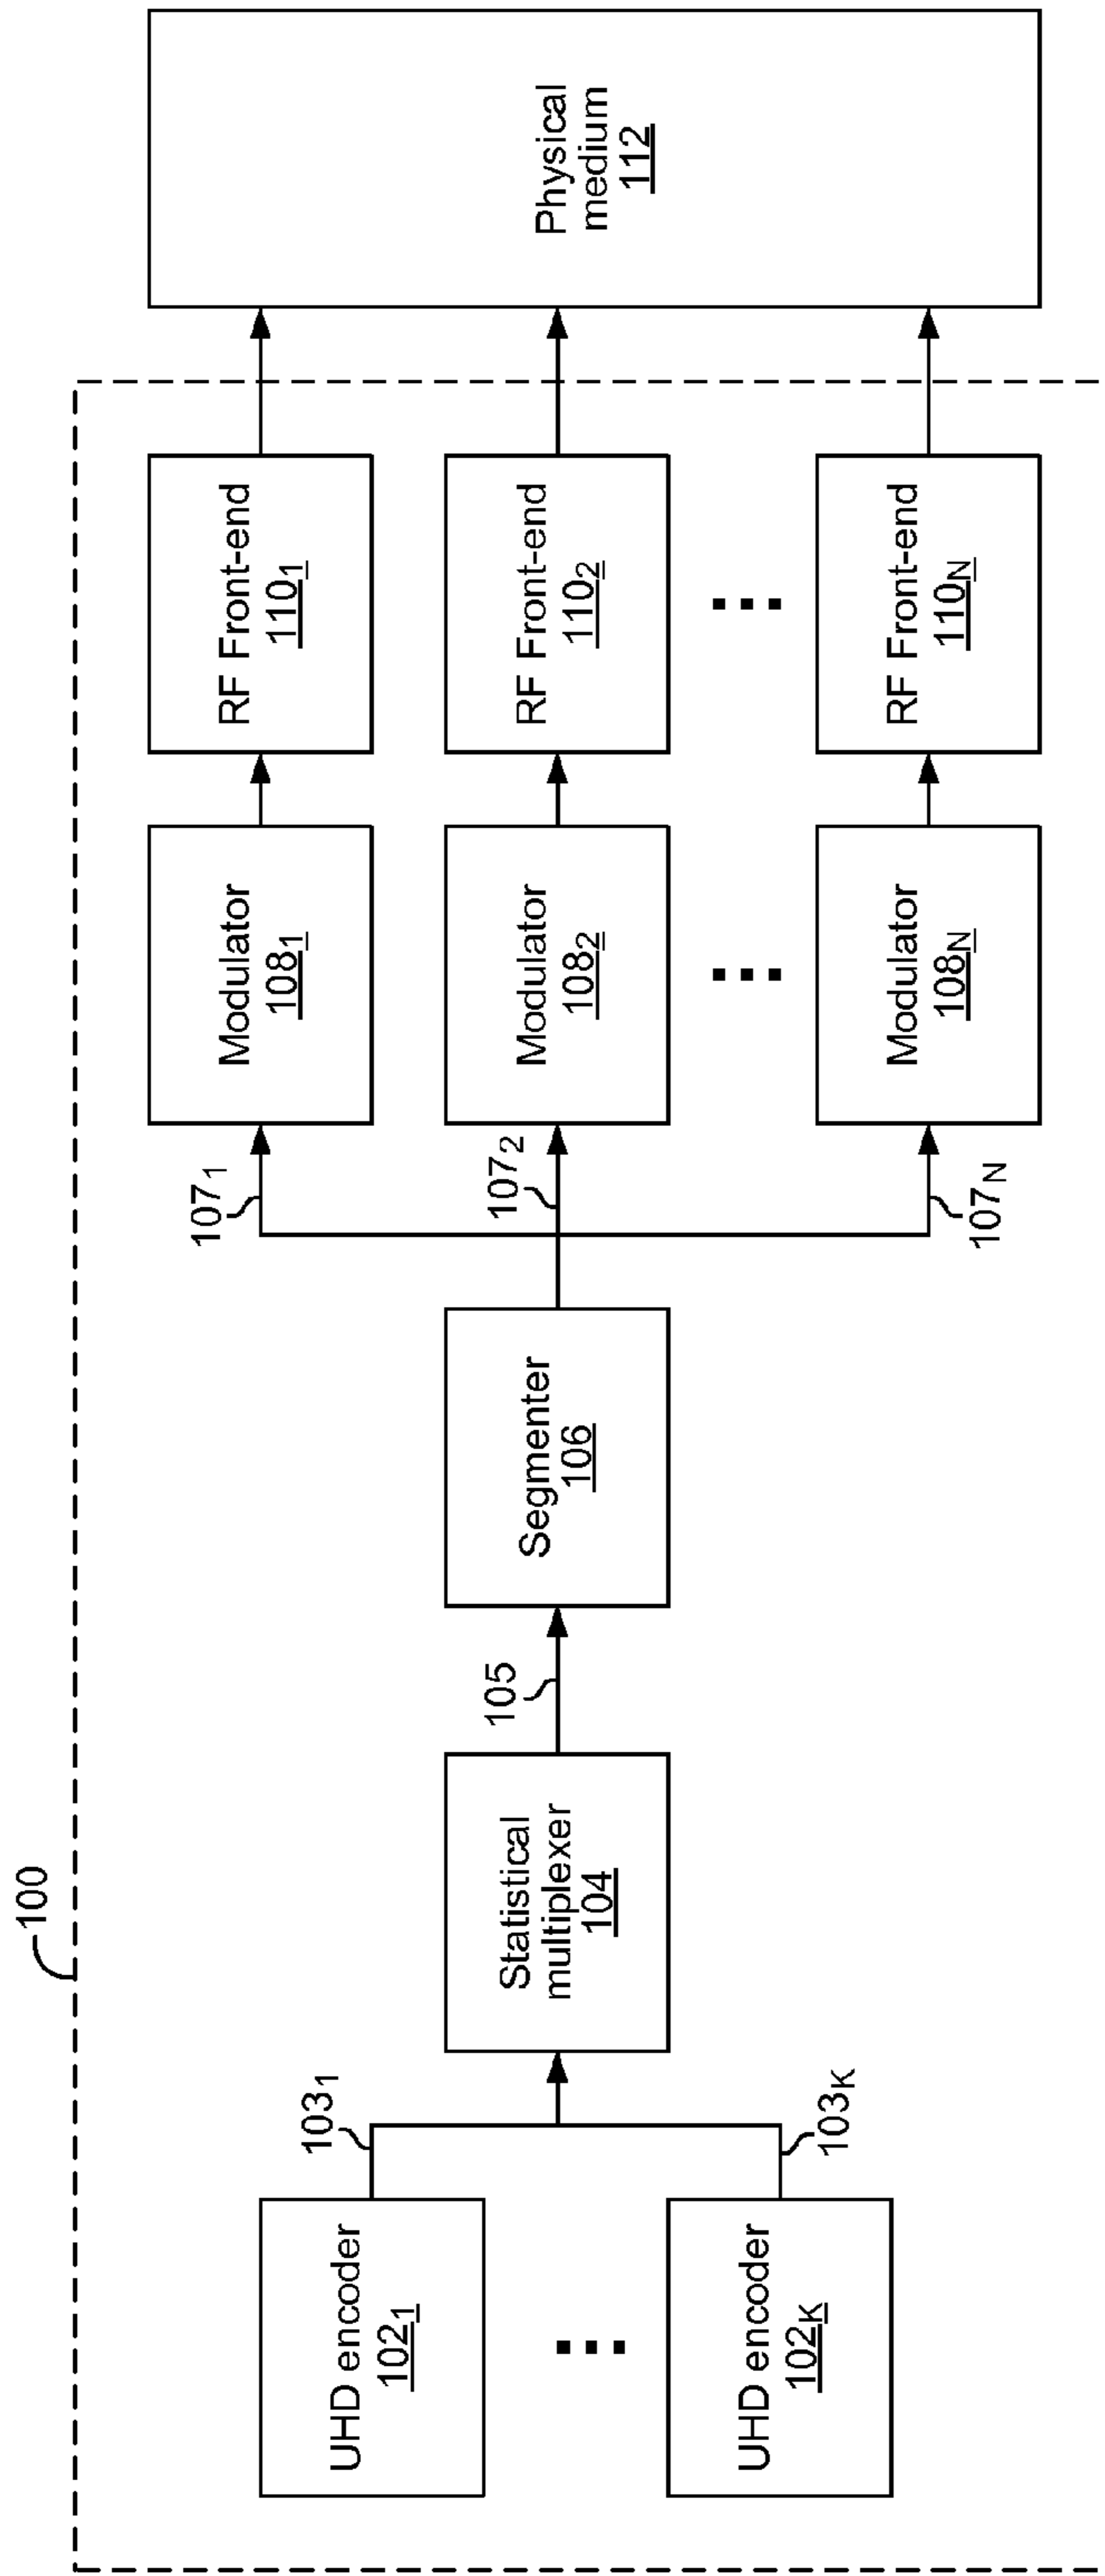 100
UHD encoder
102₁
UHD encoder
102K
103₁
103K
Statistical
multiplexer
104
105
Segmenter
106
107₁
107₂
107N
Modulator
108₁
Modulator
108₂
Modulator
108N
RF Front-end
110₁
RF Front-end
110₂
RF Front-end
110N
Physical
medium
112